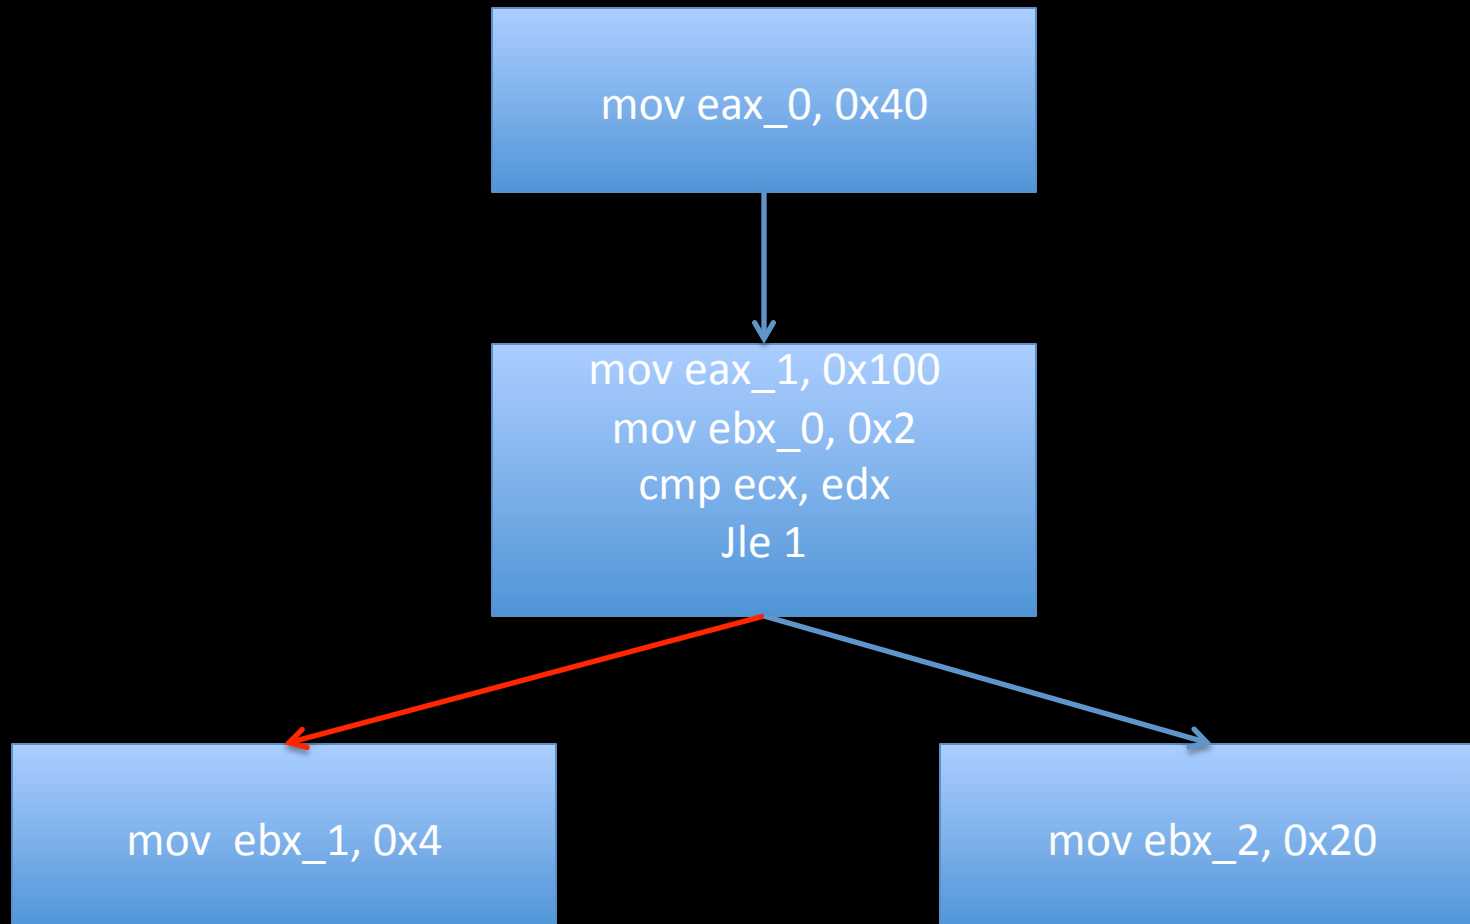 mov eax_0, 0x40
mov eax_1, 0x100
mov ebx_0, 0x2
cmp ecx, edx
Jle 1
mov  ebx_1, 0x4
mov ebx_2, 0x20